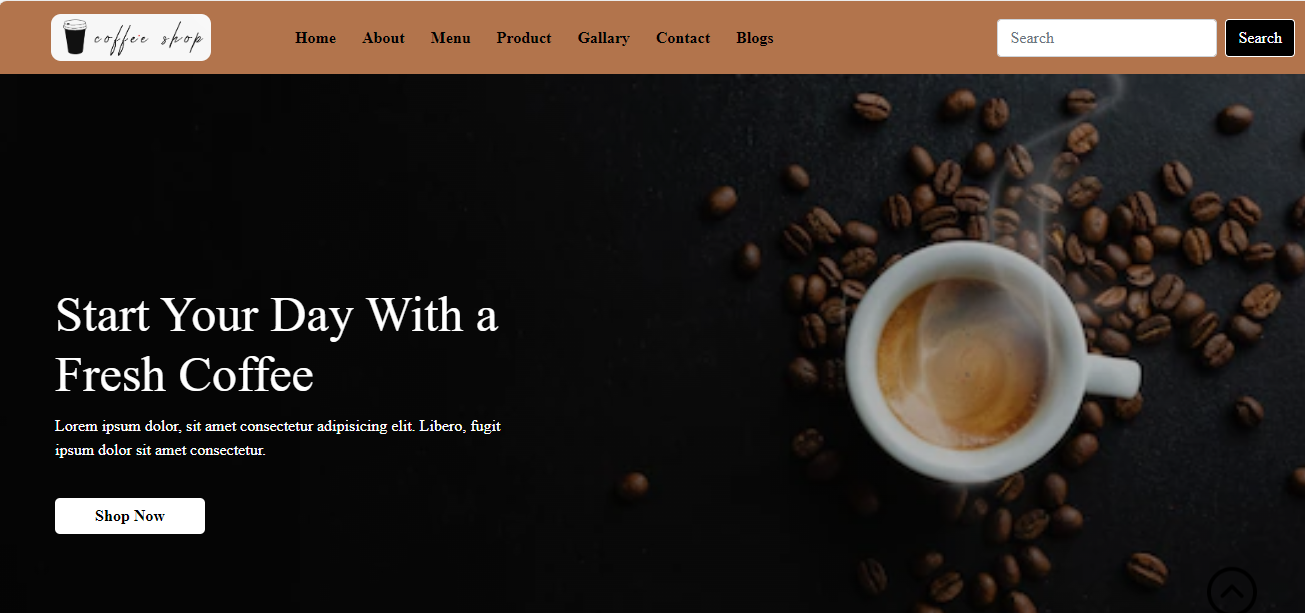 coffee shop
Home About Menu Product Gallary Contact Blogs
Search
Search
Start Your Day With a
Fresh Coffee
Lorem ipsum dolor, sit amet consectetur adipisicing elit. Libero, fugit
ipsum dolor sit amet consectetur.
Shop Now